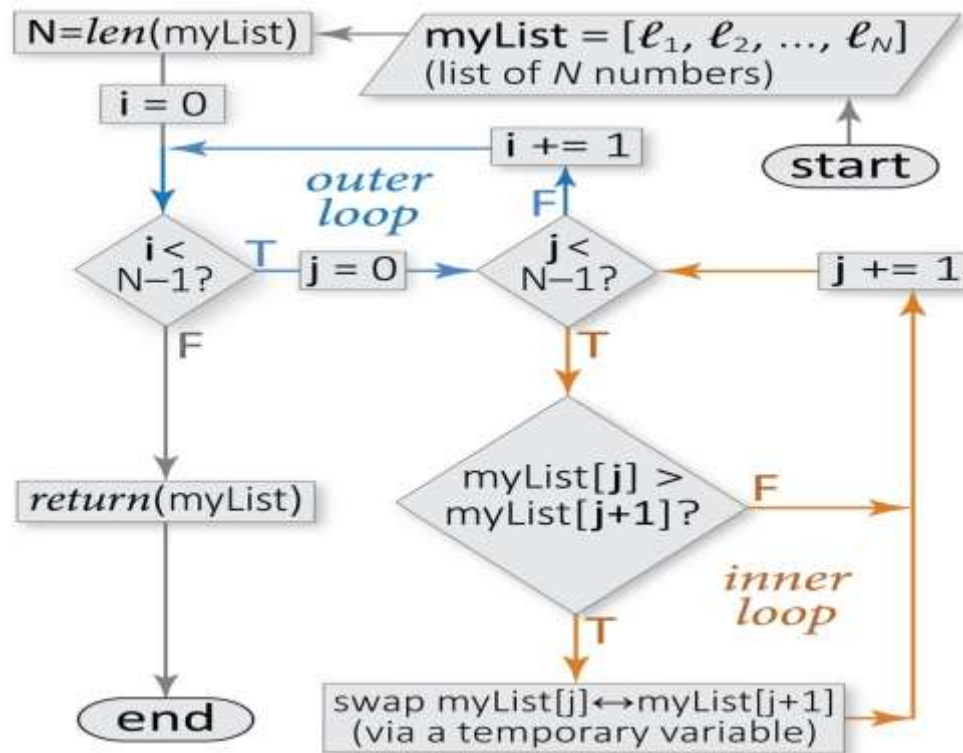 N=len(myList)
myList = [ℓ1, ℓ2, ..., ℓN]
(list of N numbers)
i = 0
start
i += 1
outer
loop
F
i<
N–1?
T
j = 0
j<
N–1?
j += 1
F
T
myList[j] >
myList[j+1]?
F
return(myList)
inner
loop
T
end
swap myList[j]↔myList[j+1]
(via a temporary variable)